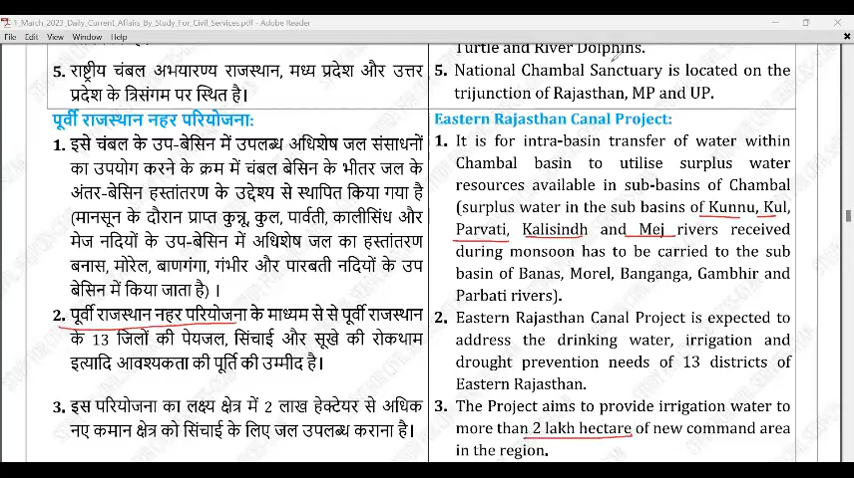 1_March_2023_Daily_Current_Affairs_By_Study_For_Civil_Services.pdf - Adobe Reader
File Edit View Window Help
5. राष्ट्रीय चंबल अभयारण्य राजस्थान, मध्य प्रदेश और उत्तर
प्रदेश के त्रिसंगम पर स्थित है।
पूर्वी राजस्थान नहर परियोजना:
1. इसे चंबल के उप-बेसिन में उपलब्ध अधिशेष जल संसाधनों
का उपयोग करने के क्रम में चंबल बेसिन के भीतर जल के
अंतर-बेसिन हस्तांतरण के उद्देश्य से स्थापित किया गया है
(मानसून के दौरान प्राप्त कुन्नू, कुल, पार्वती, कालीसिंध और
मेज नदियों के उप-बेसिन में अधिशेष जल का हस्तांतरण
बनास, मोरेल, बाणगंगा, गंभीर और पारबती नदियों के उप
बेसिन में किया जाता है) ।
2. पूर्वी राजस्थान नहर परियोजना के माध्यम से से पूर्वी राजस्थान
के 13 जिलों की पेयजल, सिंचाई और सूखे की रोकथाम
इत्यादि आवश्यकता की पूर्ति की उम्मीद है।
3. इस परियोजना का लक्ष्य क्षेत्र में 2 लाख हेक्टेयर से अधिक
नए कमान क्षेत्र को सिंचाई के लिए जल उपलब्ध कराना है।
Turtle and River Dolphins.
5. National Chambal Sanctuary is located on the
trijunction of Rajasthan, MP and UP.
Eastern Rajasthan Canal Project:
1. It is for intra-basin transfer of water within
Chambal basin to utilise surplus water
resources available in sub-basins of Chambal
(surplus water in the sub basins of Kunnu, Kul,
Parvati, Kalisindh and Mej rivers received
during monsoon has to be carried to the sub
basin of Banas, Morel, Banganga, Gambhir and
Parbati rivers).
2. Eastern Rajasthan Canal Project is expected to
address the drinking water, irrigation and
drought prevention needs of 13 districts of
Eastern Rajasthan.
3. The Project aims to provide irrigation water to
more than 2 lakh hectare of new command area
in the region.